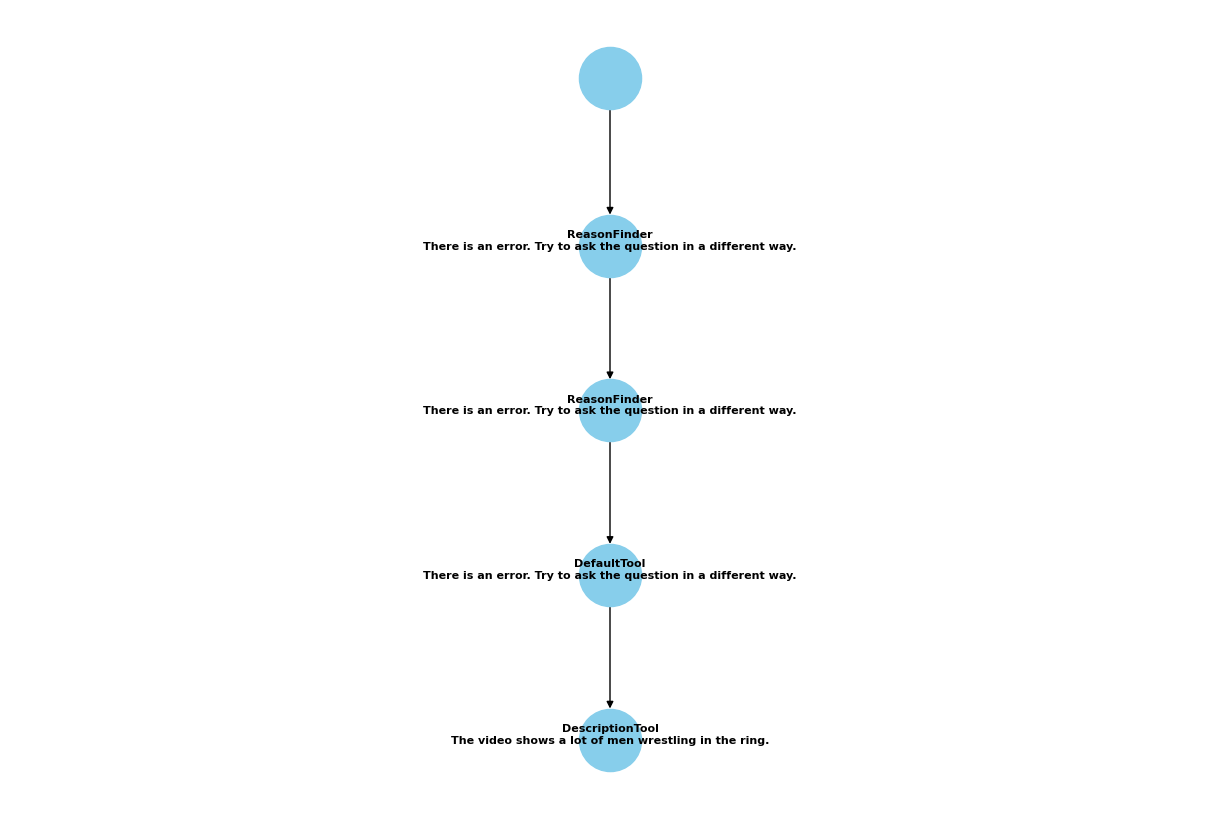 ReasonFinder
There is an error. Try to ask the question in a different way.
ReasonFinder
There is an error. Try to ask the question in a different way.
DefaultTool
There is an error. Try to ask the question in a different way.
DescriptionTool
The video shows a lot of men wrestling in the ring.